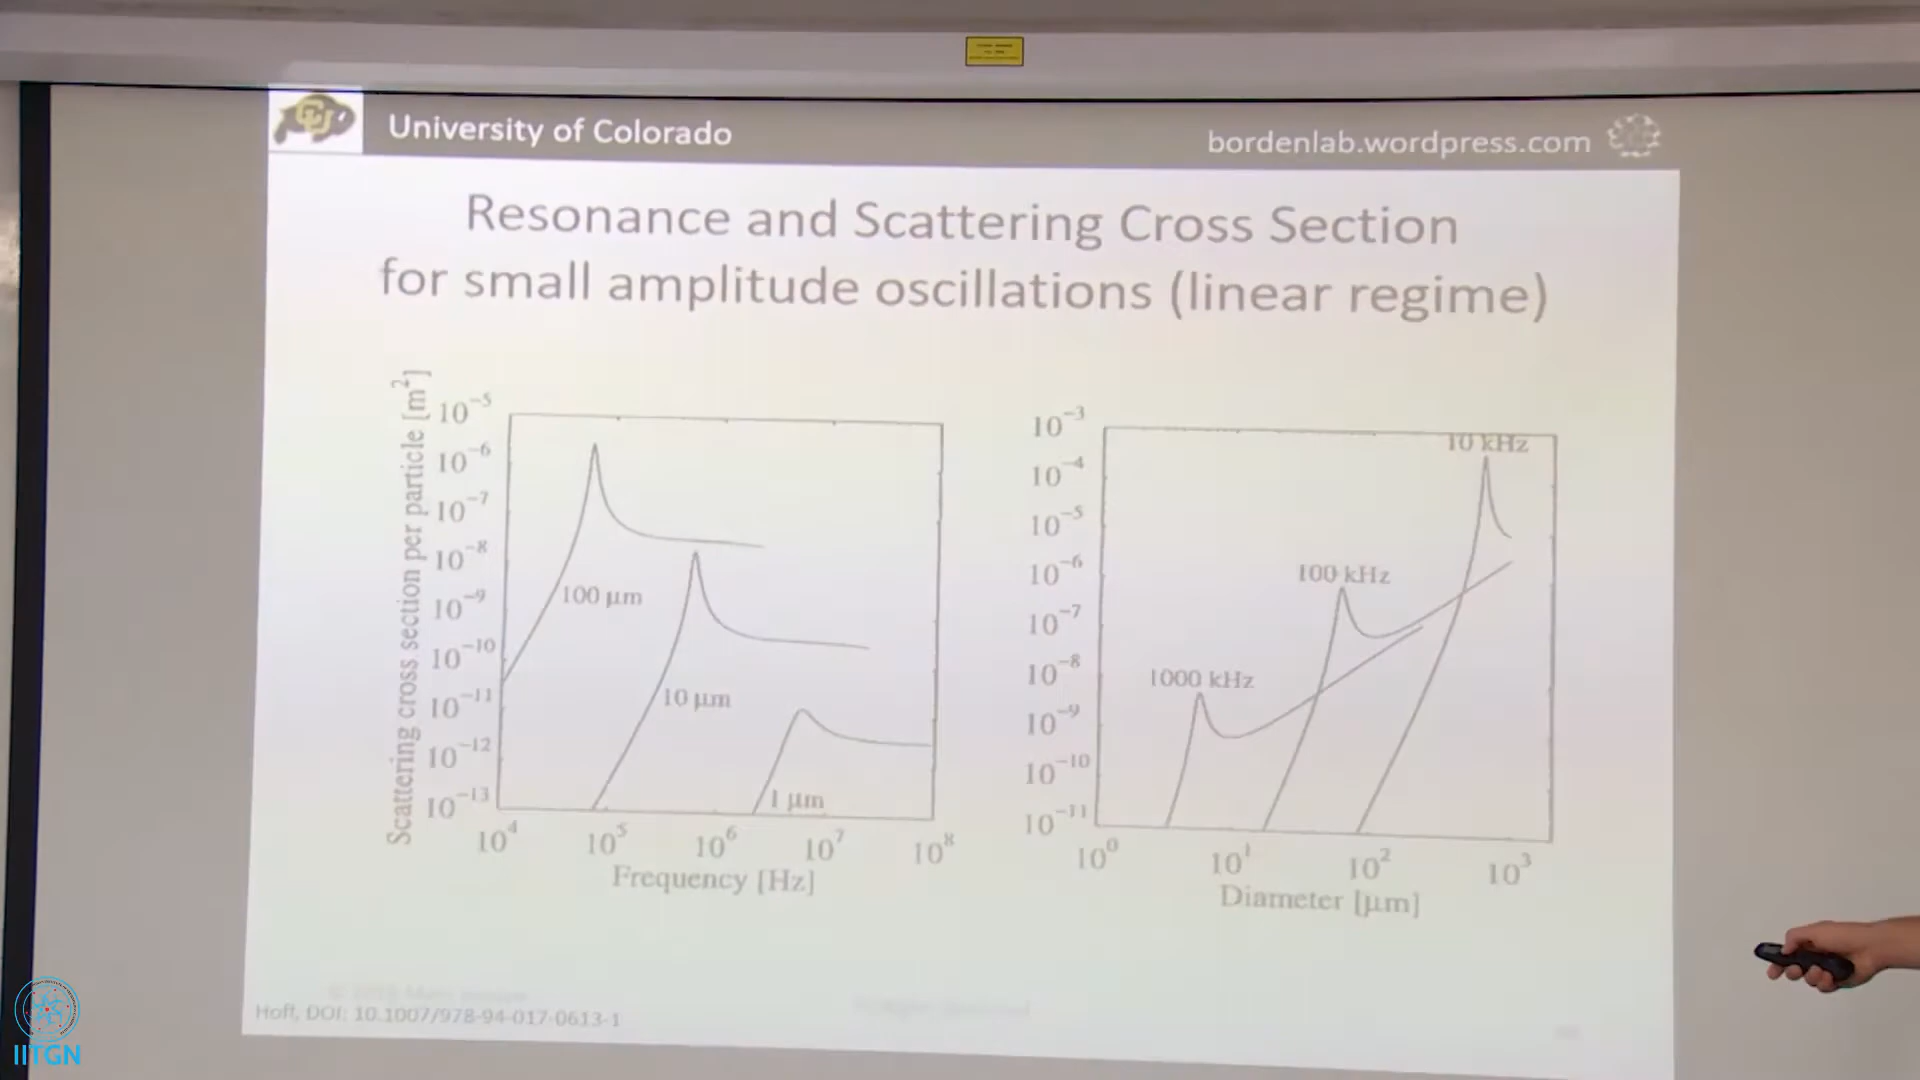 University of Colorado
bordenlab.wordpress.com
Resonance and Scattering Cross Section
for small amplitude oscillations (linear regime)
Scattering cross section per particle [m²]
10⁻⁵
10⁻⁶
10⁻⁷
10⁻⁸
10⁻⁹
10⁻¹⁰
10⁻¹¹
10⁻¹²
10⁻¹³
100 µm
10 µm
1 µm
10⁴ 10⁵ 10⁶ 10⁷ 10⁸
Frequency [Hz]
10⁻³
10⁻⁴
10⁻⁵
10⁻⁶
10⁻⁷
10⁻⁸
10⁻⁹
10⁻¹⁰
10⁻¹¹
10 kHz
100 kHz
1000 kHz
10⁰ 10¹ 10² 10³
Diameter [µm]
Hoff, DOI: 10.1007/978-94-017-0613-1
IITGN